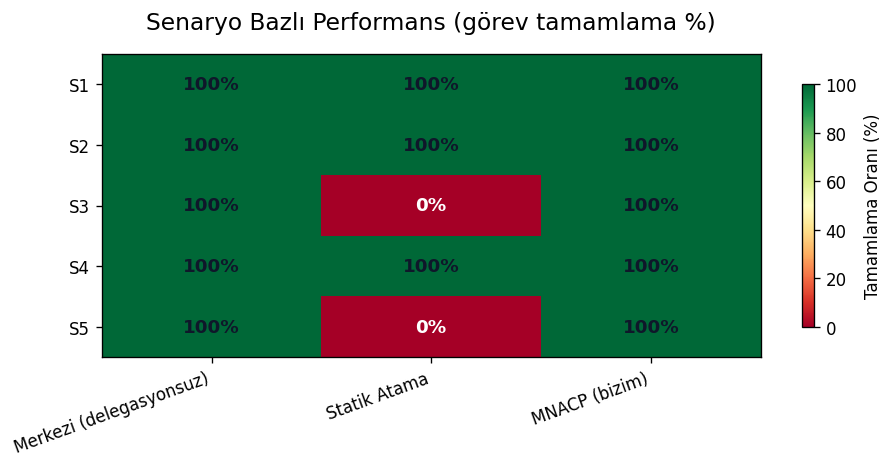 Senaryo Bazlı Performans (görev tamamlama %)
S1 100% 100% 100%
S2 100% 100% 100%
S3 100% 0% 100%
S4 100% 100% 100%
S5 100% 0% 100%
Merkezi (delegasyonsuz)
Statik Atama
MNACP (bizim)
100
80
60
40
20
0
Tamamlama Oranı (%)